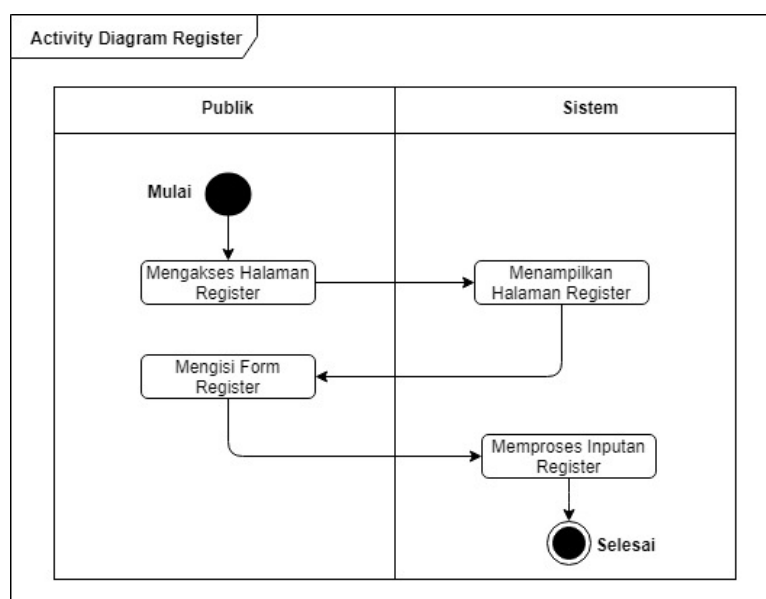 Activity Diagram Register
Publik
Sistem
Mulai
Mengakses Halaman
Register
Menampilkan
Halaman Register
Mengisi Form
Register
Memproses Inputan
Register
Selesai